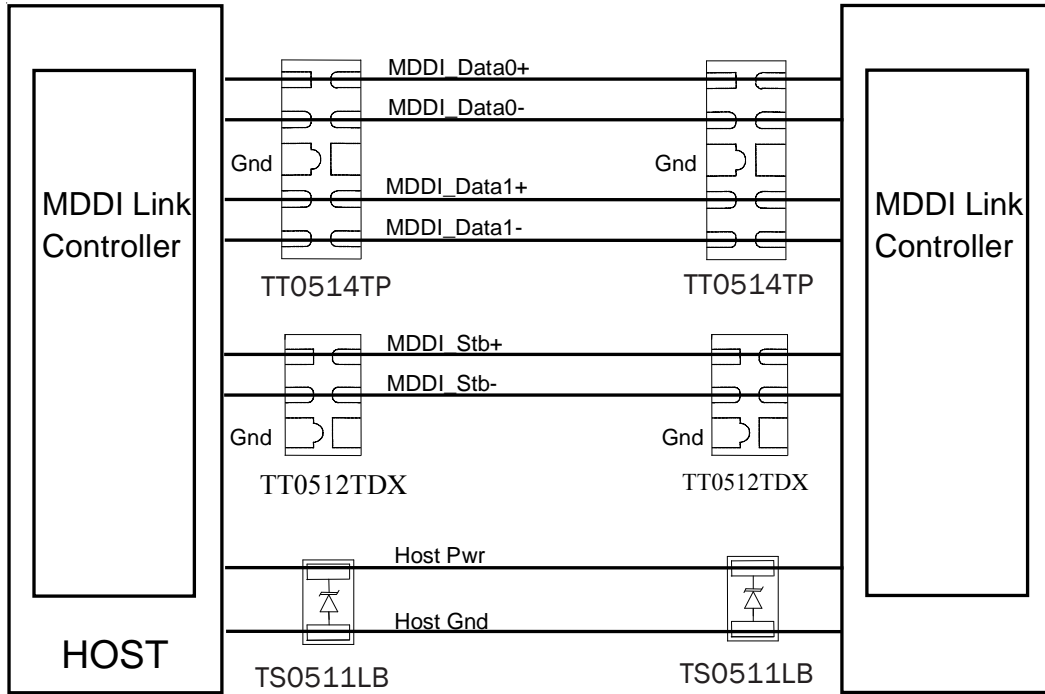 MDDI_Data0+
MDDI_Data0-
Gnd
Gnd
MDDI_Data1+
MDDI_Data1-
MDDI Link
Controller
MDDI Link
Controller
TT0514TP
TT0514TP
MDDI_Stb+
MDDI_Stb-
Gnd
Gnd
TT0512TDX
TT0512TDX
Host Pwr
Host Gnd
HOST
TS0511LB
TS0511LB